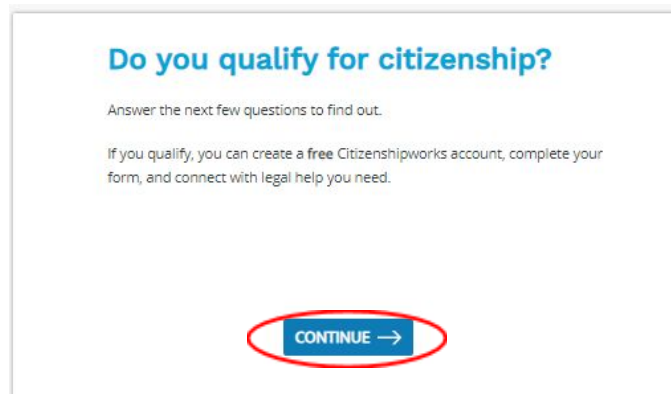 Do you qualify for citizenship?
Answer the next few questions to find out.
If you qualify, you can create a free Citizenshipworks account, complete your
form, and connect with legal help you need.
CONTINUE →